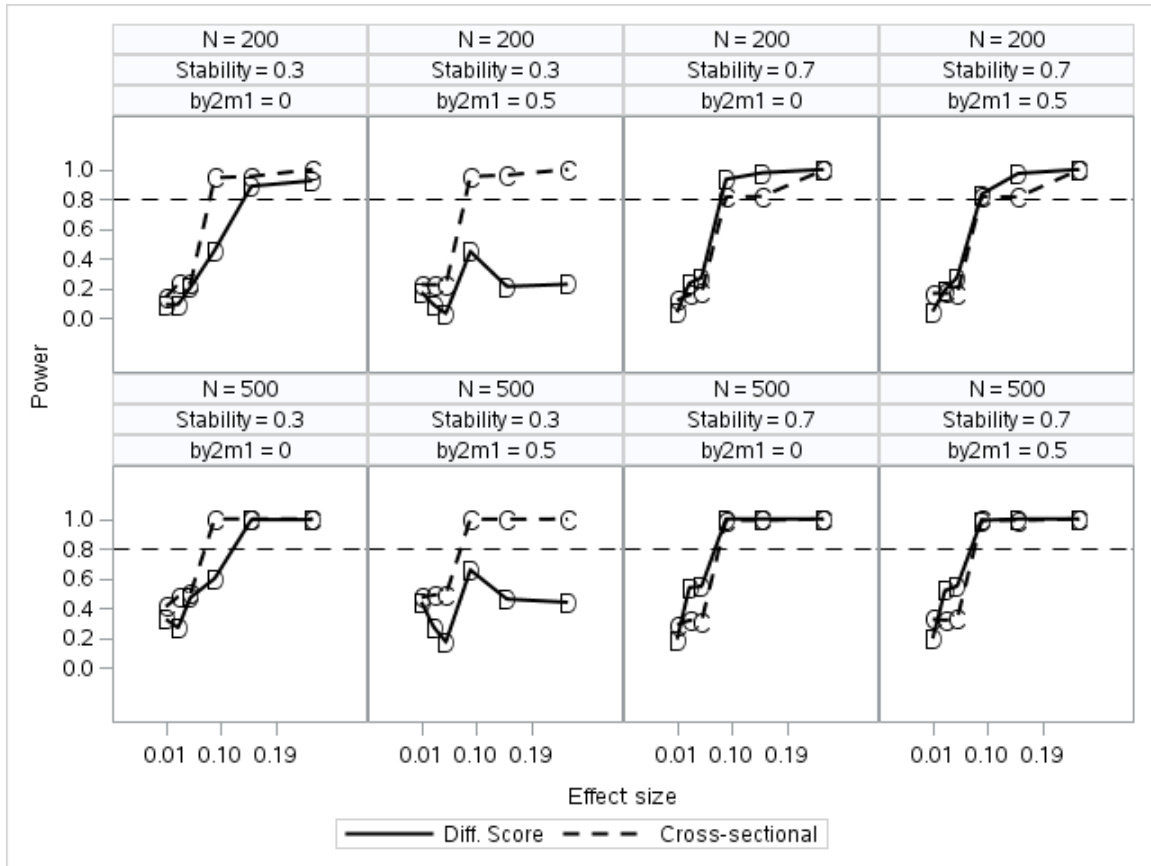 N = 200 N = 200 N = 200 N = 200
Stability = 0.3 Stability = 0.3 Stability = 0.7 Stability = 0.7
by2m1 = 0 by2m1 = 0.5 by2m1 = 0 by2m1 = 0.5
1.0
0.8
0.6
0.4
0.2
0.0
Power
N = 500 N = 500 N = 500 N = 500
Stability = 0.3 Stability = 0.3 Stability = 0.7 Stability = 0.7
by2m1 = 0 by2m1 = 0.5 by2m1 = 0 by2m1 = 0.5
1.0
0.8
0.6
0.4
0.2
0.0
0.01 0.10 0.19 0.01 0.10 0.19 0.01 0.10 0.19 0.01 0.10 0.19
Effect size
Diff. Score Cross-sectional